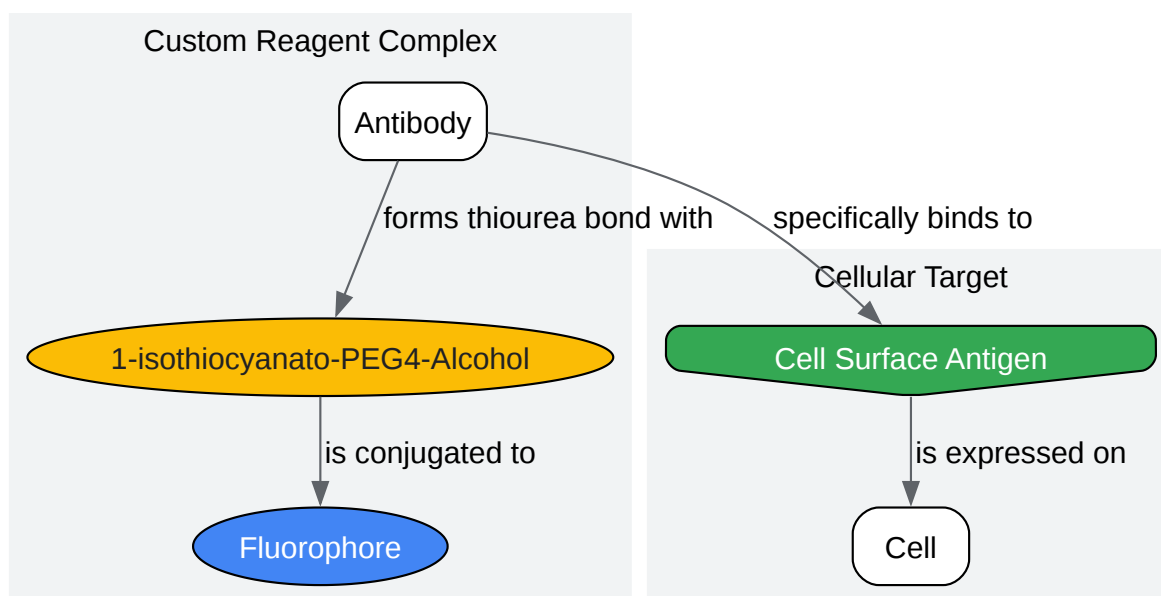 Custom Reagent Complex
Antibody
forms thiourea bond with
specifically binds to
Cellular Target
1-isothiocyanato-PEG4-Alcohol
Cell Surface Antigen
is conjugated to
is expressed on
Fluorophore
Cell